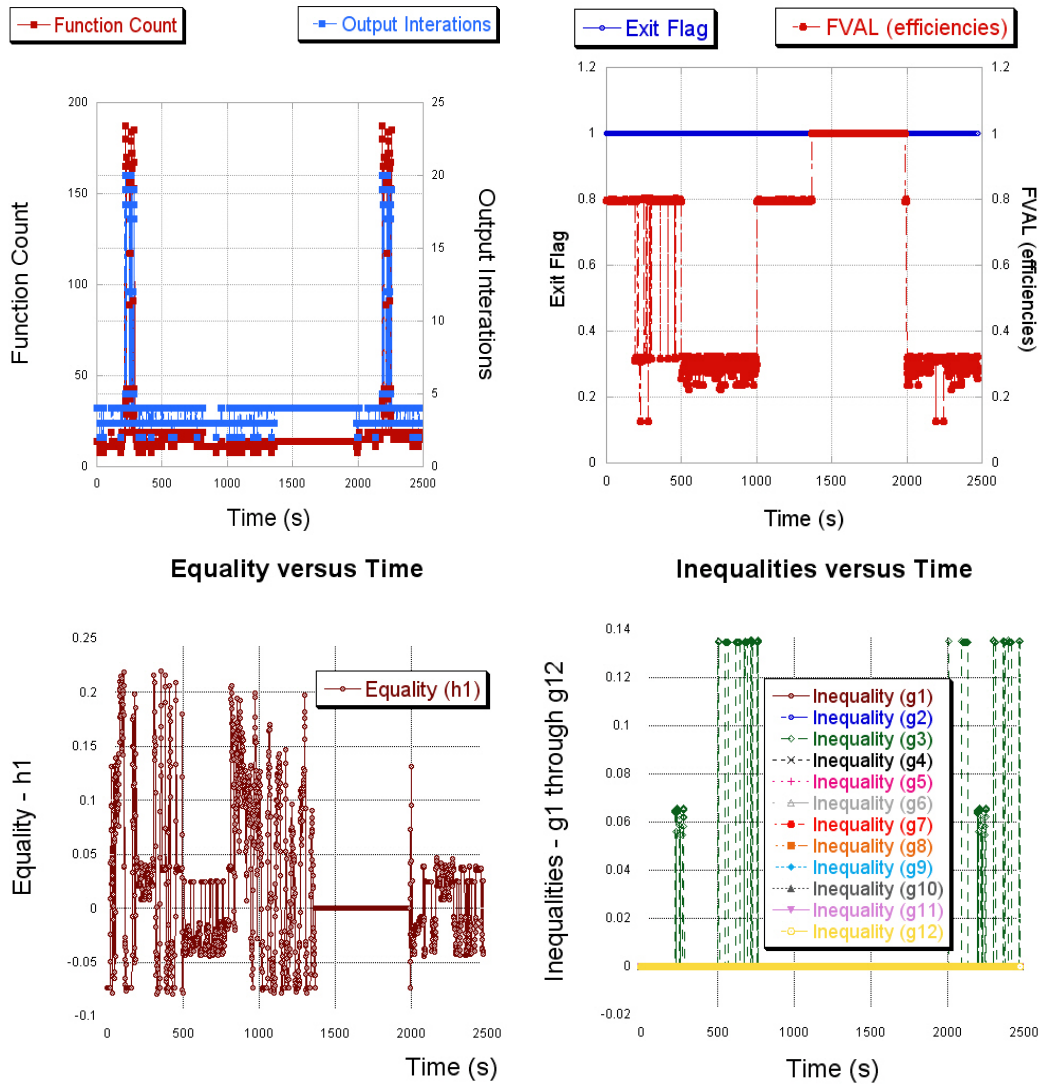 Function Count
Output Interations
Exit Flag
FVAL (efficiencies)
200
150
100
50
0
25
20
15
10
5
0
Function Count
Output Interations
0
500
1000
1500
2000
2500
Time (s)
1.2
1
0.8
0.6
0.4
0.2
0
1.2
1
0.8
0.6
0.4
0.2
0
Exit Flag
FVAL (efficiencies)
0
500
1000
1500
2000
2500
Time (s)
Equality versus Time
Inequalities versus Time
0.25
0.2
0.15
0.1
0.05
0
-0.05
-0.1
Equality - h1
Equality (h1)
0
500
1000
1500
2000
2500
Time (s)
0.14
0.12
0.1
0.08
0.06
0.04
0.02
0
-0.02
Inequalities - g1 through g12
Inequality (g1)
Inequality (g2)
Inequality (g3)
Inequality (g4)
Inequality (g5)
Inequality (g6)
Inequality (g7)
Inequality (g8)
Inequality (g9)
Inequality (g10)
Inequality (g11)
Inequality (g12)
0
500
1000
1500
2000
2500
Time (s)